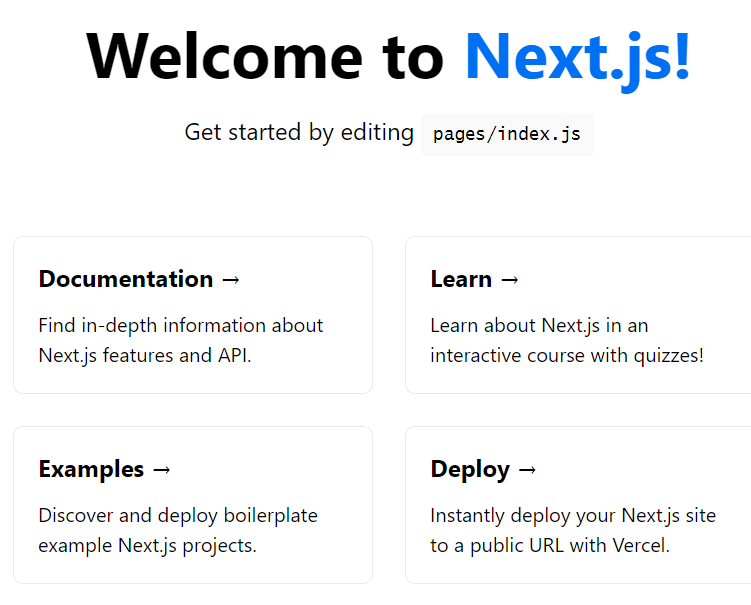 Welcome to Next.js!
Get started by editing pages/index.js
Documentation →
Find in-depth information about
Next.js features and API.
Learn →
Learn about Next.js in an
interactive course with quizzes!
Examples →
Discover and deploy boilerplate
example Next.js projects.
Deploy →
Instantly deploy your Next.js site
to a public URL with Vercel.